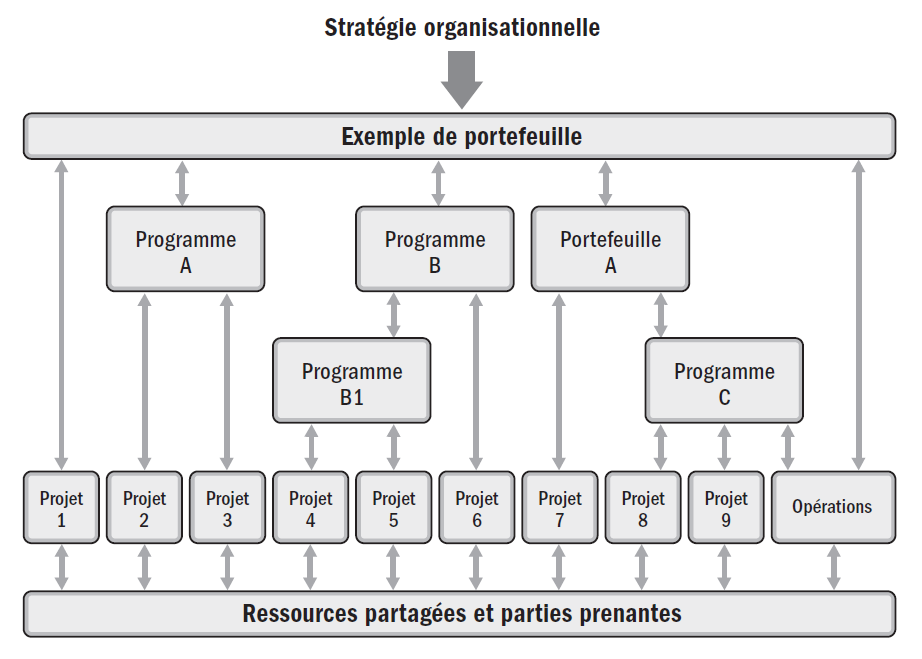 Stratégie organisationnelle
Exemple de portefeuille
Programme
A
Programme
B
Portefeuille
A
Programme
B1
Programme
C
Projet
1
Projet
2
Projet
3
Projet
4
Projet
5
Projet
6
Projet
7
Projet
8
Projet
9
Opérations
Ressources partagées et parties prenantes